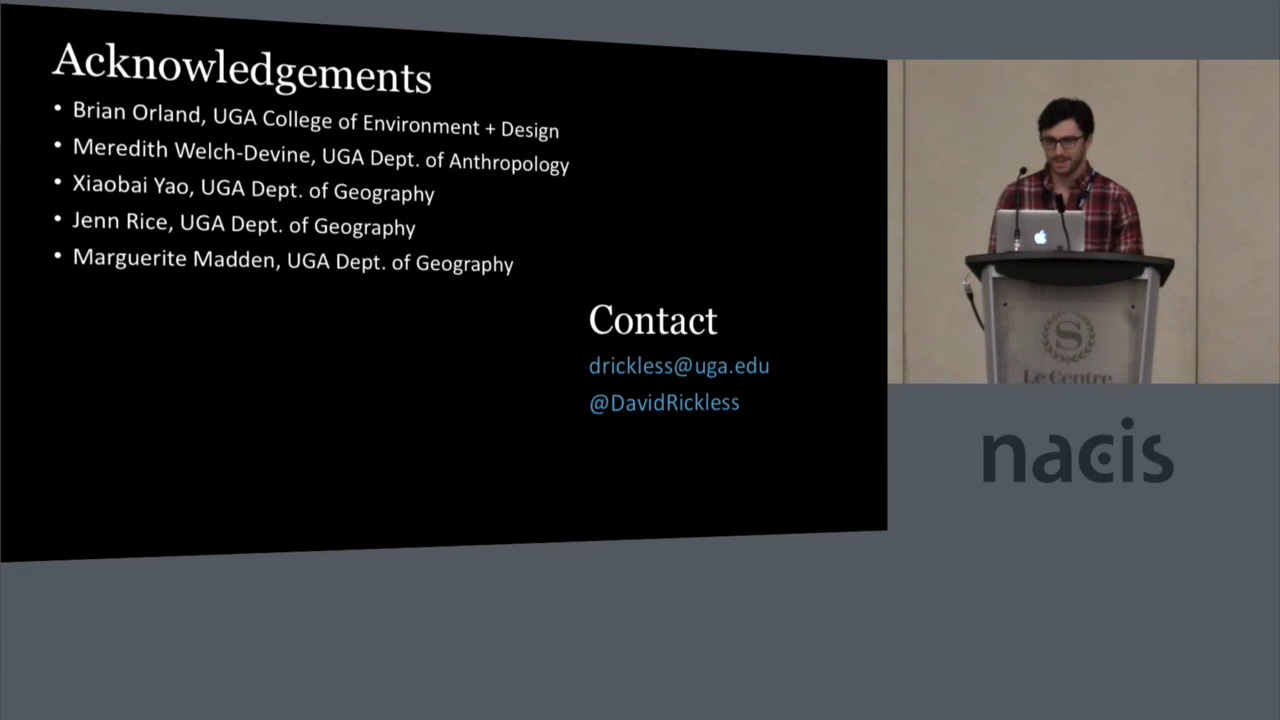 Acknowledgements
• Brian Orland, UGA College of Environment + Design
• Meredith Welch-Devine, UGA Dept. of Anthropology
• Xiaobai Yao, UGA Dept. of Geography
• Jenn Rice, UGA Dept. of Geography
• Marguerite Madden, UGA Dept. of Geography
Contact
drickless@uga.edu
@DavidRickless
S
Le Centre
nacis